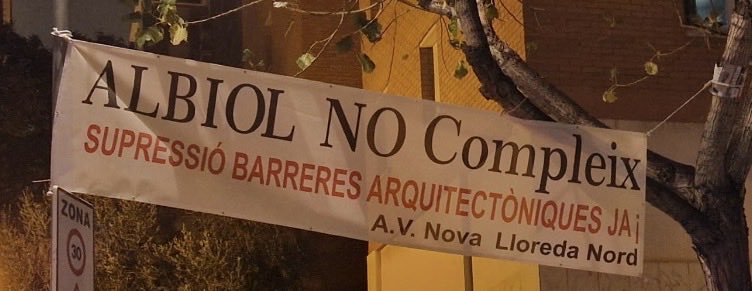 ALBIOL NO Compleix
SUPRESSIÓ BARRERES ARQUITECTÒNIQUES JA¡
A.V. Nova Lloreda Nord
ZONA
30